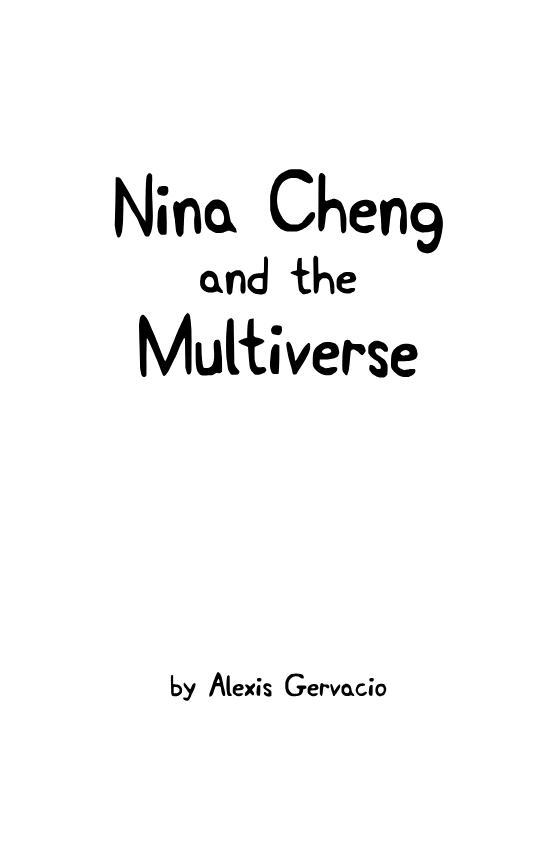 Nina Cheng
and the
Multiverse
by Alexis Gervacio